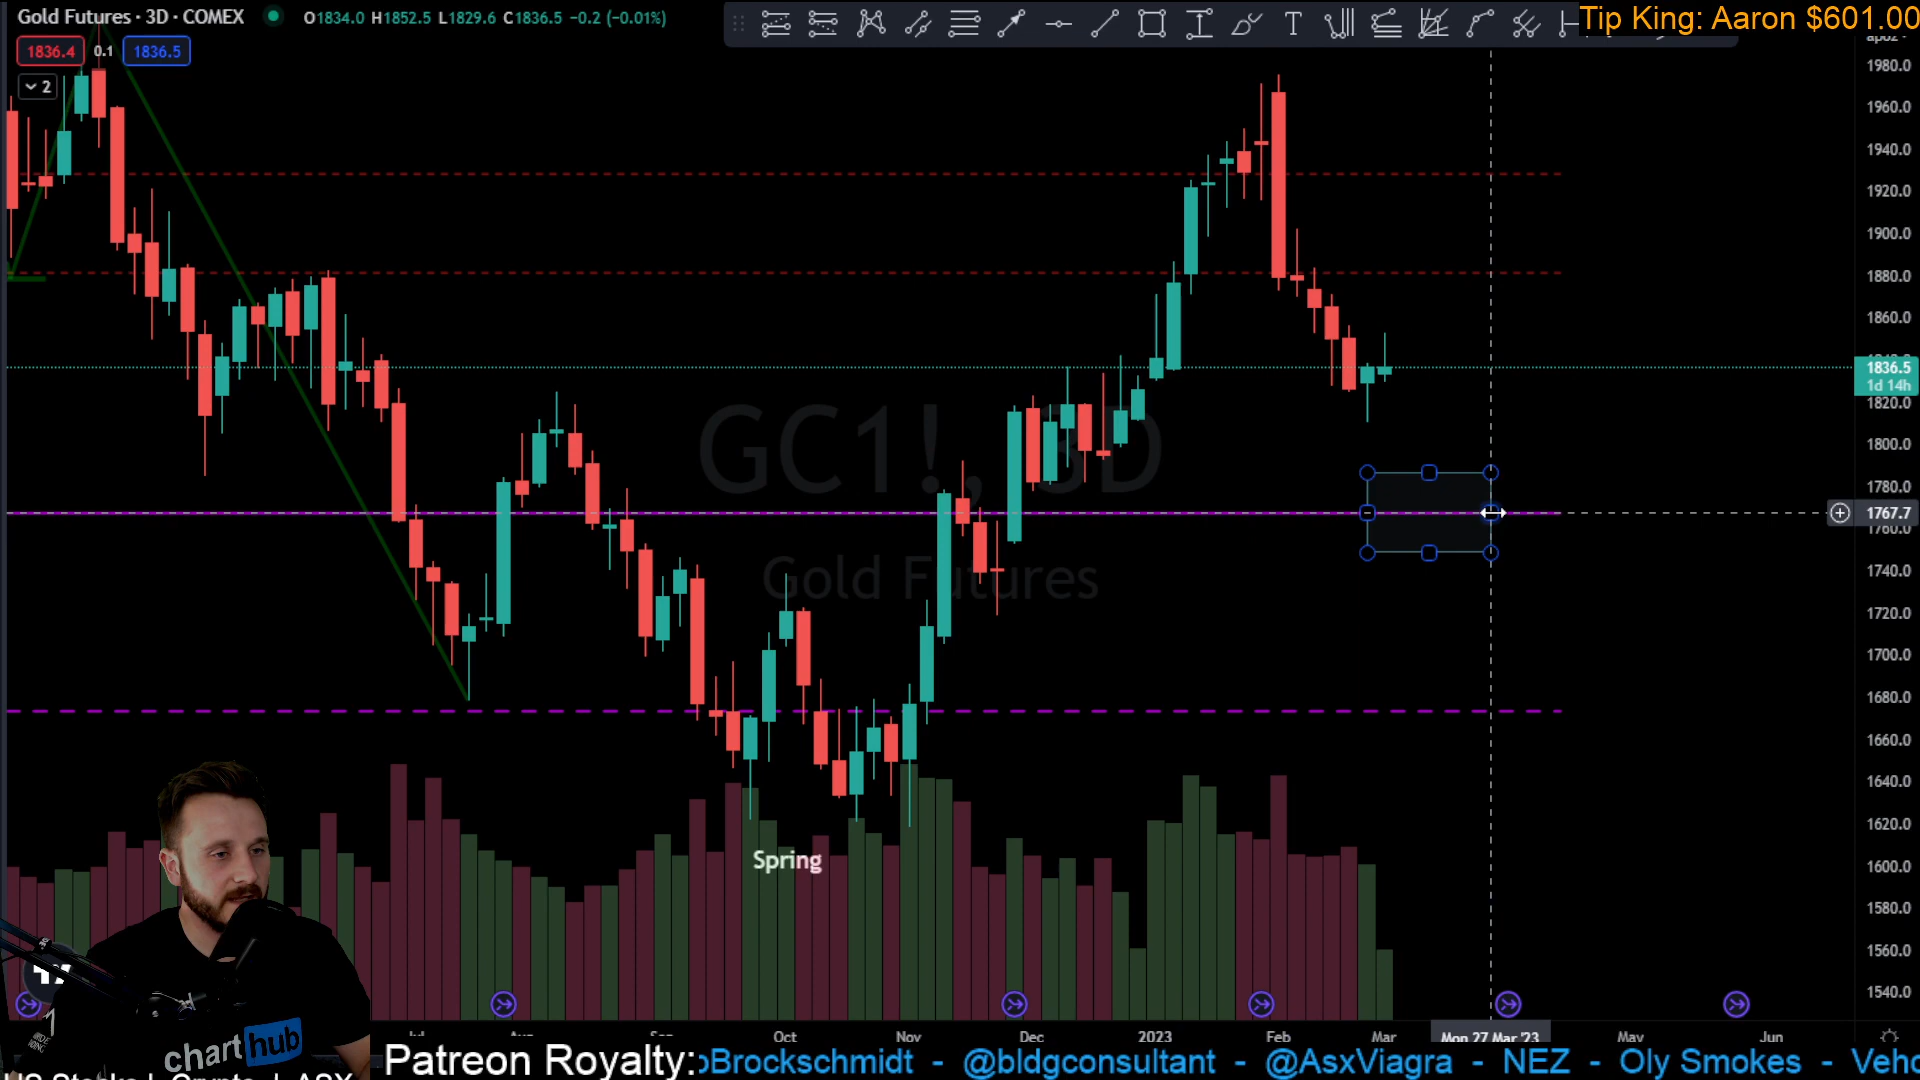 Gold Futures · 3D · COMEX
O1834.0 H1852.5 L1829.6 C1836.5 −0.2 (−0.01%)
Tip King: Aaron $601.00
1836.4 0.1 1836.5
2
1980.0
1960.0
1940.0
1920.0
1900.0
1880.0
1860.0
1836.5
1d 14h
1820.0
1800.0
1780.0
1767.7
1760.0
1740.0
1720.0
1700.0
1680.0
1660.0
1640.0
1620.0
1600.0
1580.0
1560.0
1540.0
GC1!, 3D
Gold Futures
Spring
Oct Nov Dec 2023 Feb Mar Mon 27 Mar '23 May Jun
chart hub
Patreon Royalty: oBrockschmidt - @bldgconsultant - @AsxViagra - NEZ - Oly Smokes -